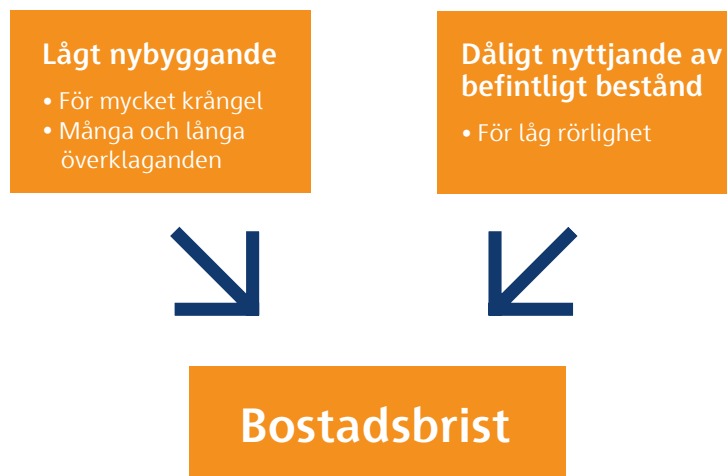 Lågt nybyggande
• För mycket krångel
• Många och långa
överklaganden
Dåligt nyttjande av
befintligt bestånd
• För låg rörlighet
Bostadsbrist